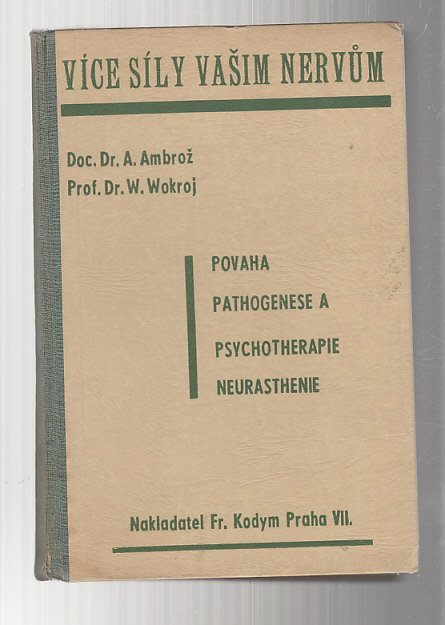 VÍCE SÍLY VAŠIM NERVŮM
Doc. Dr. A. Ambrož
Prof. Dr. W. Wokroj
POVAHA
PATHOGENESE A
PSYCHOTHERAPIE
NEURASTHENIE
Nakladatel Fr. Kodym Praha VII.